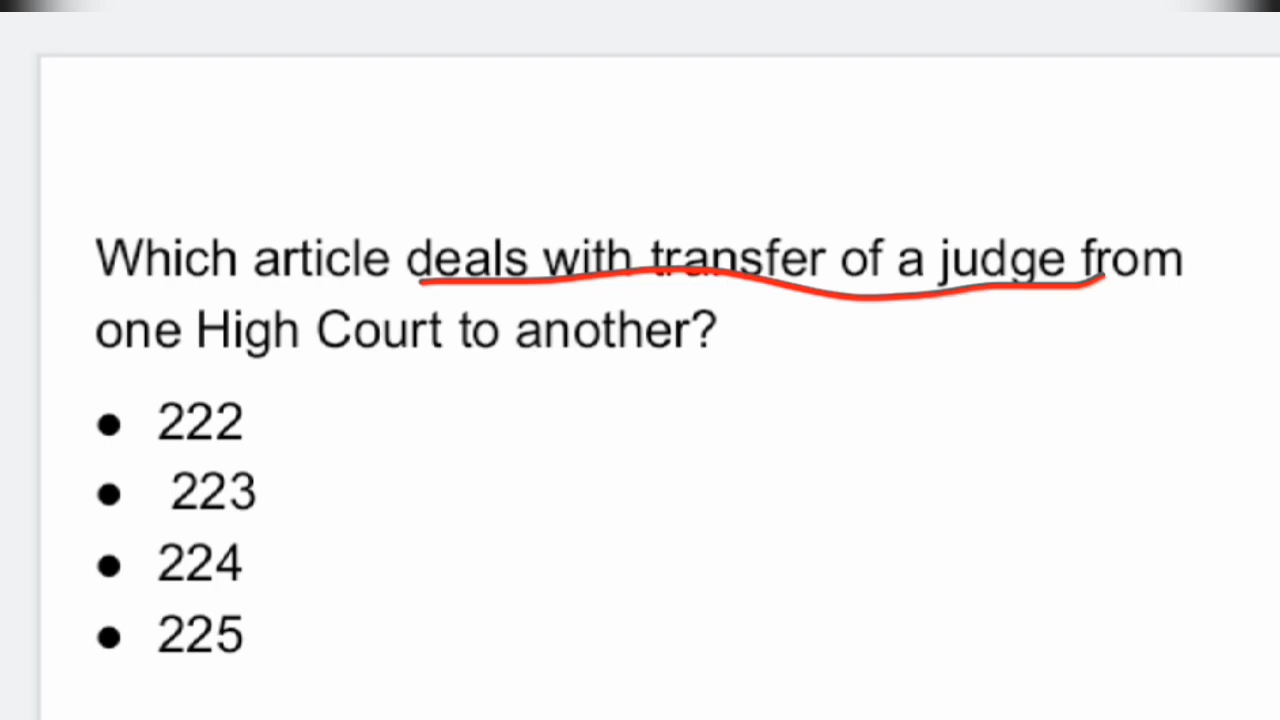 Which article deals with transfer of a judge from
one High Court to another?
● 222
● 223
● 224
● 225